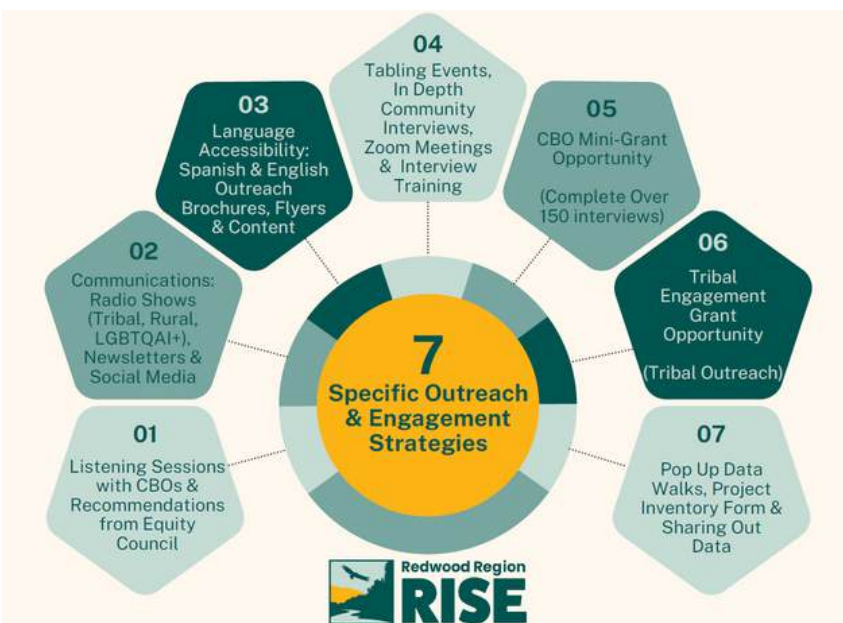 01
Listening Sessions
with CBOs &
Recommendations
from Equity
Council
02
Communications:
Radio Shows
(Tribal, Rural,
LGBTQAI+),
Newsletters &
Social Media
03
Language
Accessibility:
Spanish & English
Outreach
Brochures, Flyers
& Content
04
Tabling Events,
In Depth
Community
Interviews,
Zoom Meetings
& Interview
Training
05
CBO Mini-Grant
Opportunity
(Complete Over
150 interviews)
06
Tribal
Engagement
Grant
Opportunity
(Tribal Outreach)
07
Pop Up Data
Walks, Project
Inventory Form &
Sharing Out
Data
7
Specific Outreach
& Engagement
Strategies
Redwood Region
RISE